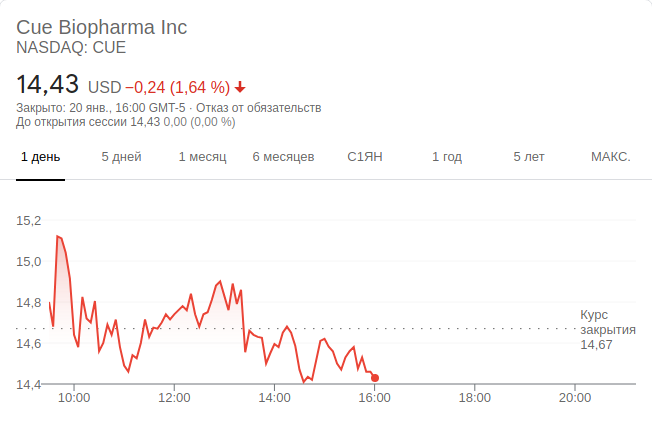 Cue Biopharma Inc
NASDAQ: CUE
14,43 USD −0,24 (1,64 %)
Закрыто: 20 янв., 16:00 GMT-5 · Отказ от обязательств
До открытия сессии 14,43 0,00 (0,00 %)
1 день 5 дней 1 месяц 6 месяцев С1ЯН 1 год 5 лет МАКС.
15,2
15,0
14,8
Курс
закрытия
14,67
14,6
14,4
10:00 12:00 14:00 16:00 18:00 20:00